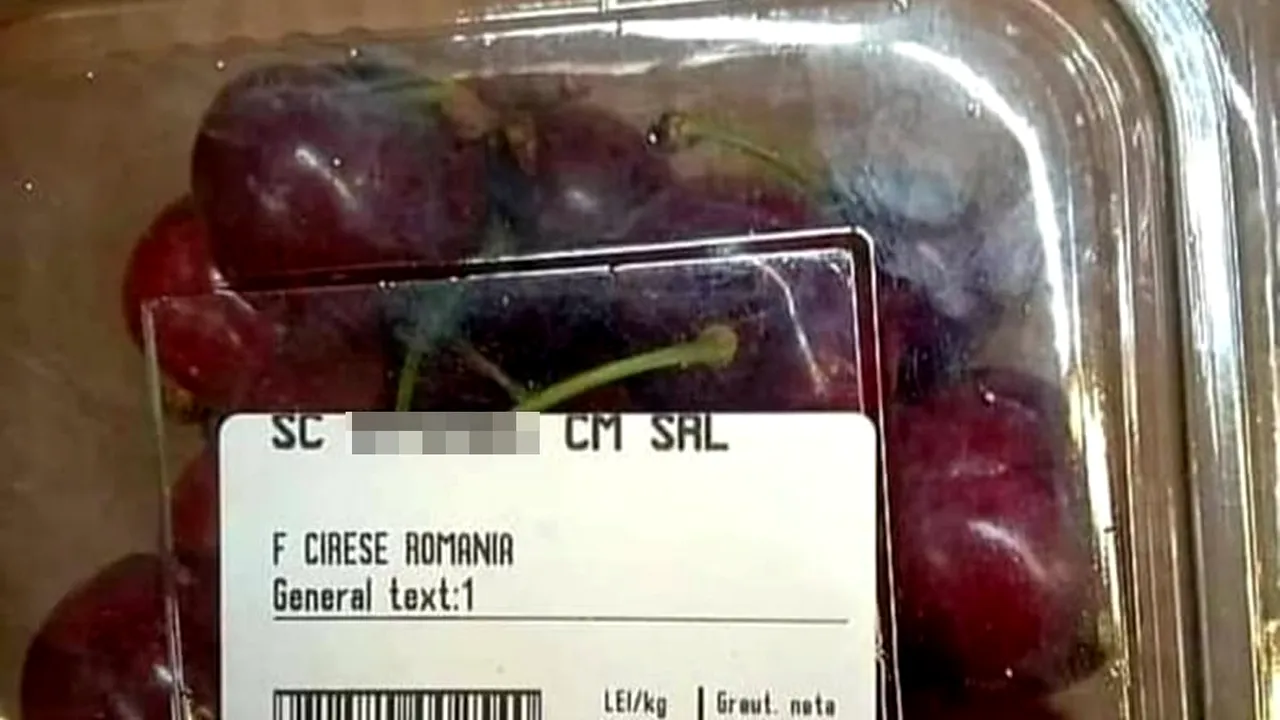 SC CM SRL
F CIRESE ROMANIA
General text:1
LEI/kg Greut. neta